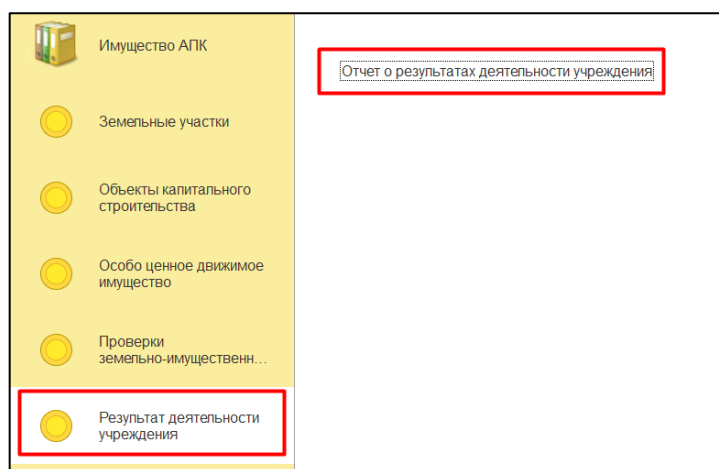 Имущество АПК
Отчет о результатах деятельности учреждения
Земельные участки
Объекты капитального
строительства
Особо ценное движимое
имущество
Проверки
земельно-имущественн...
Результат деятельности
учреждения